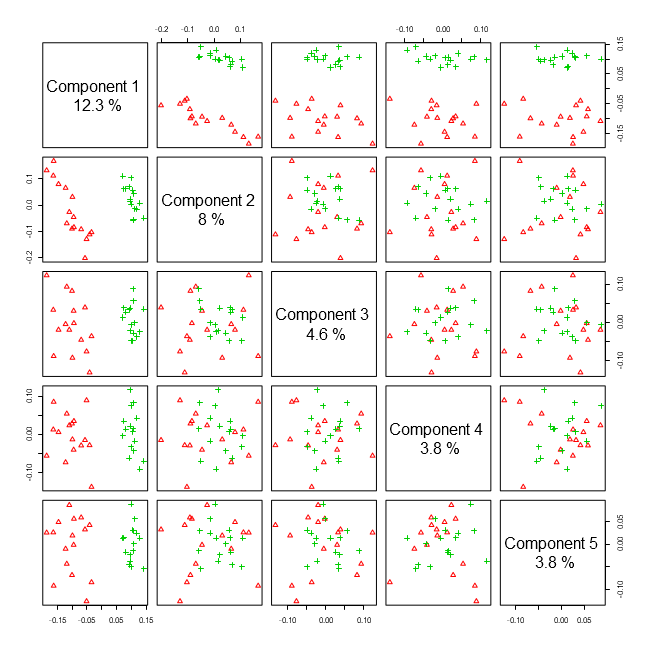 -0.2 0.0 0.1
-0.10 0.00 0.10
Component 1
12.3 %
-0.15 -0.05 0.05 0.15
0.1
0.0
-0.1
-0.2
Component 2
8 %
Component 3
4.6 %
-0.10 0.00 0.10
0.10
0.00
-0.10
Component 4
3.8 %
Component 5
3.8 %
-0.10 0.00 0.05
-0.15 -0.05 0.05 0.15
-0.10 0.00 0.10
-0.10 0.00 0.05